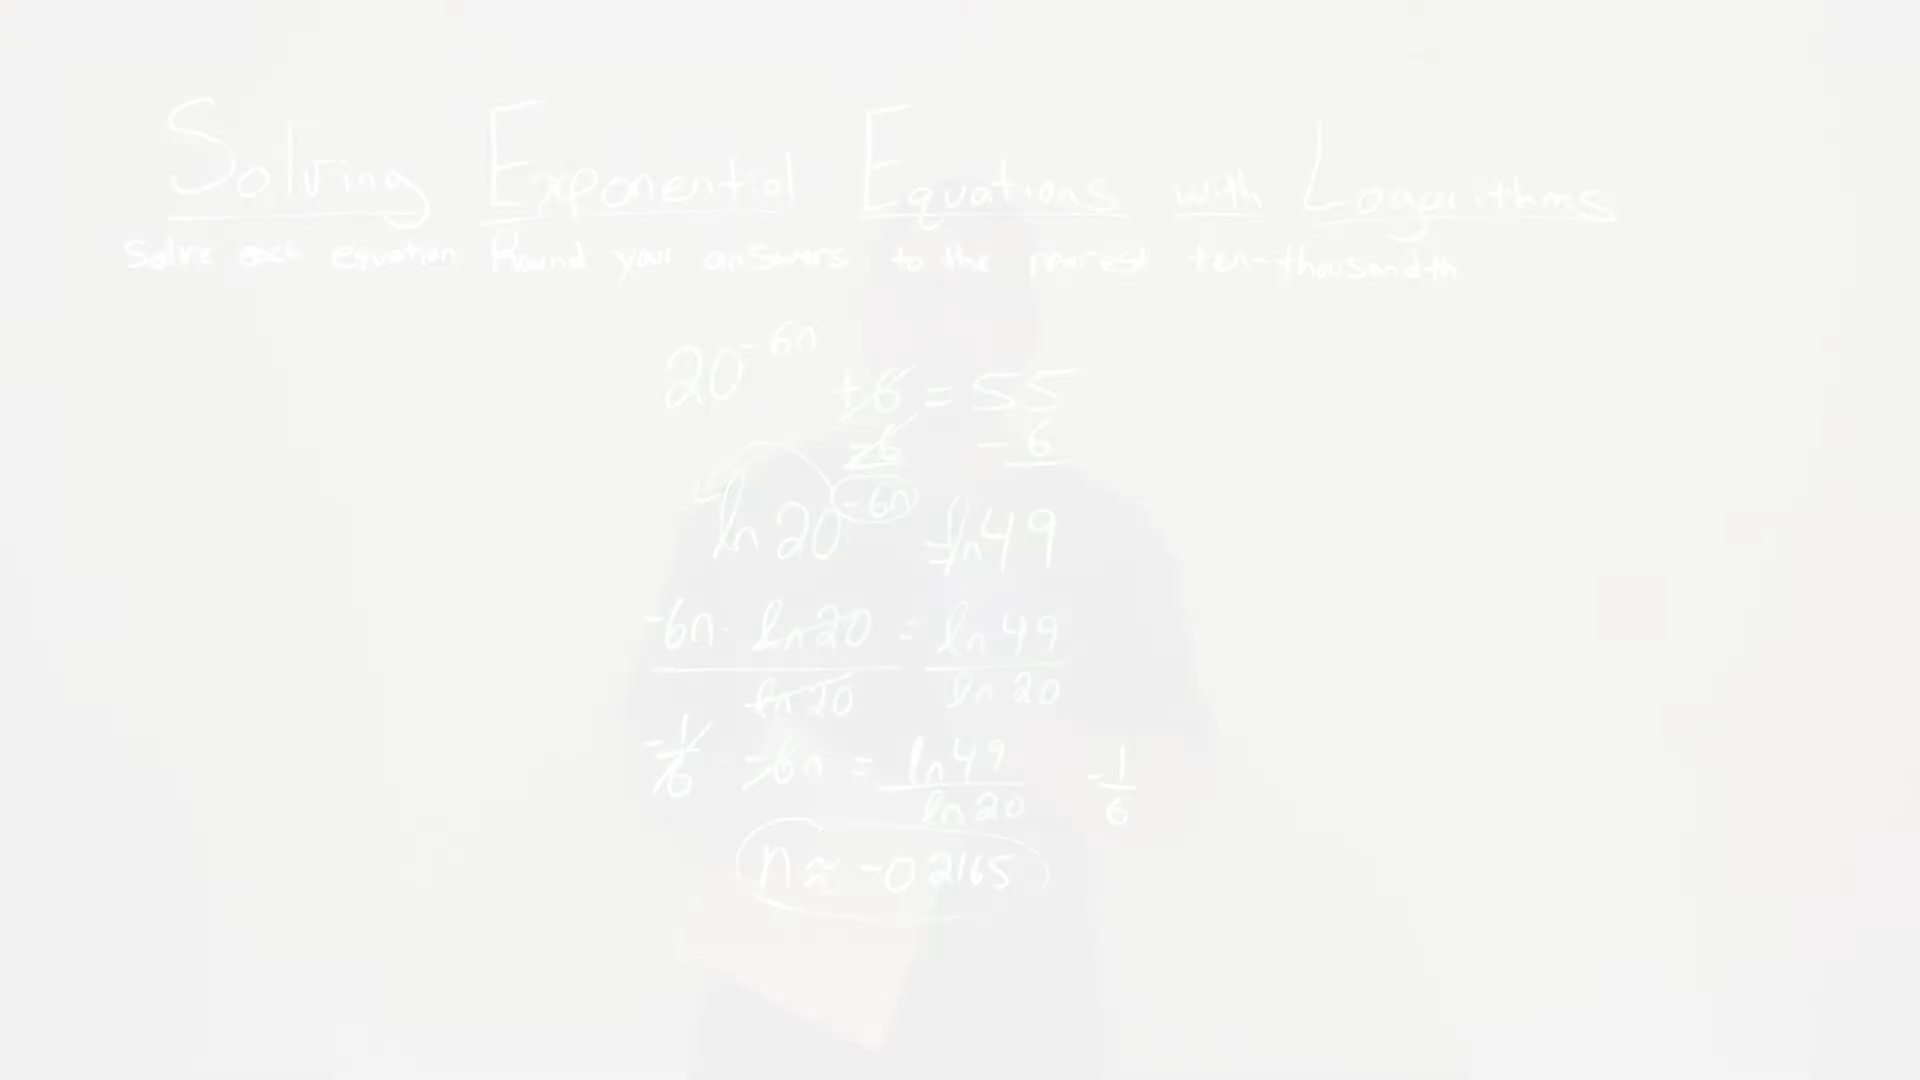 Solving Exponential Equations with Logarithms
Solve each equation Round your answers to the nearest ten-thousandth
20^-6n +6 = 55
-6 -6
ln 20^-6n = ln 49
-6n · ln 20 = ln 49
ln 20 ln 20
-1/6 -6n = ln 49/ln 20 -1/6
n ≈ -0.2165